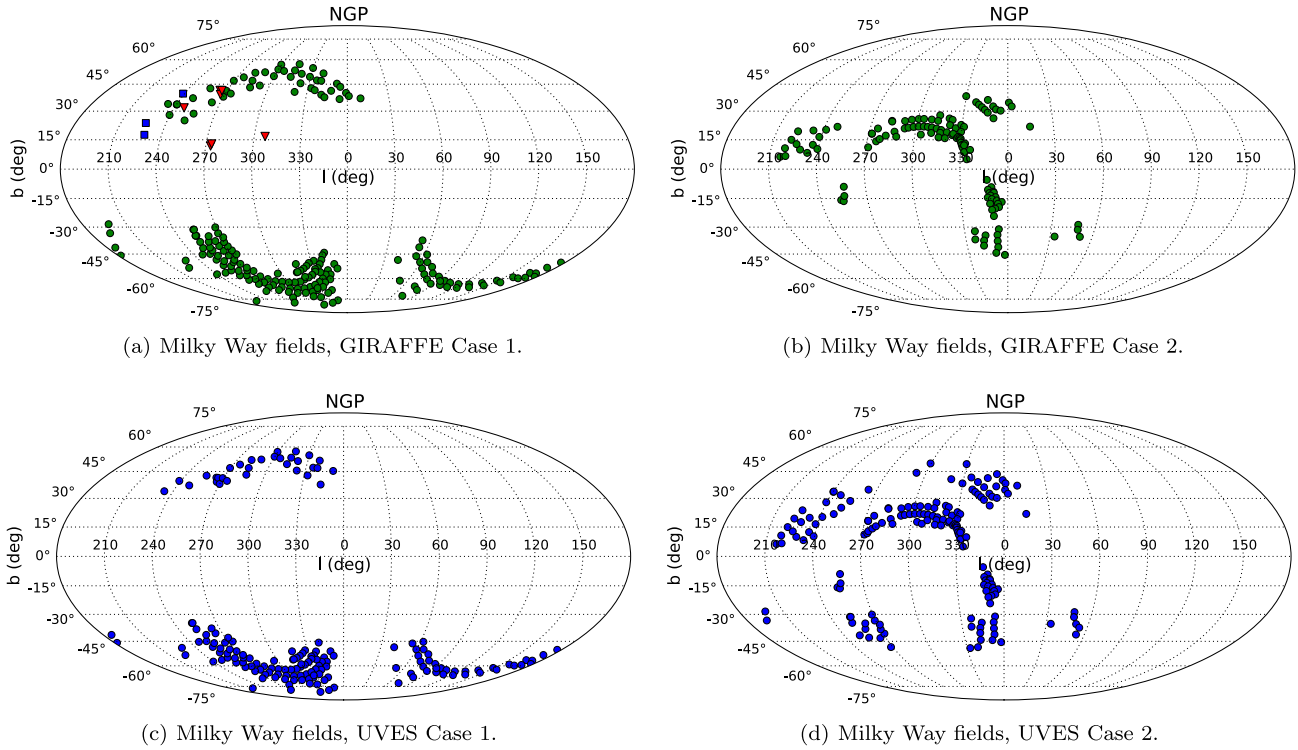 NGP
75°
60°
45°
30°
15°
0°
-15°
-30°
-45°
-60°
-75°
b (deg)
210 240 270 300 330 0 30 60 90 120 150
l (deg)
(a) Milky Way fields, GIRAFFE Case 1.
NGP
75°
60°
45°
30°
15°
0°
-15°
-30°
-45°
-60°
-75°
b (deg)
210 240 270 300 330 0 30 60 90 120 150
l (deg)
(b) Milky Way fields, GIRAFFE Case 2.
NGP
75°
60°
45°
30°
15°
0°
-15°
-30°
-45°
-60°
-75°
b (deg)
210 240 270 300 330 0 30 60 90 120 150
l (deg)
(c) Milky Way fields, UVES Case 1.
NGP
75°
60°
45°
30°
15°
0°
-15°
-30°
-45°
-60°
-75°
b (deg)
210 240 270 300 330 0 30 60 90 120 150
l (deg)
(d) Milky Way fields, UVES Case 2.